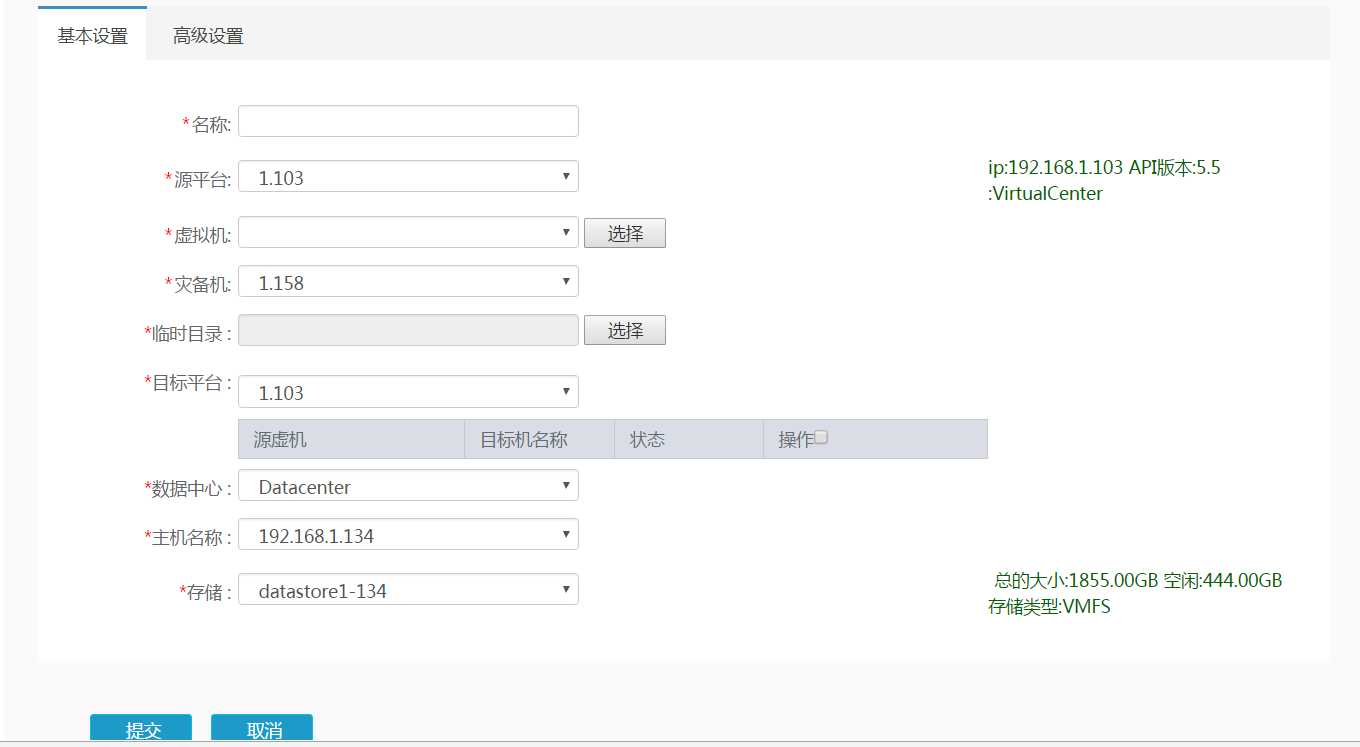 基本设置 高级设置
*名称:
*源平台: 1.103 ip:192.168.1.103 API版本:5.5
:VirtualCenter
*虚拟机: 选择
*灾备机: 1.158
*临时目录 : 选择
*目标平台 : 1.103
源虚机 目标机名称 状态 操作
*数据中心 : Datacenter
*主机名称 : 192.168.1.134
*存储 : datastore1-134 总的大小:1855.00GB 空闲:444.00GB
存储类型:VMFS
提交 取消